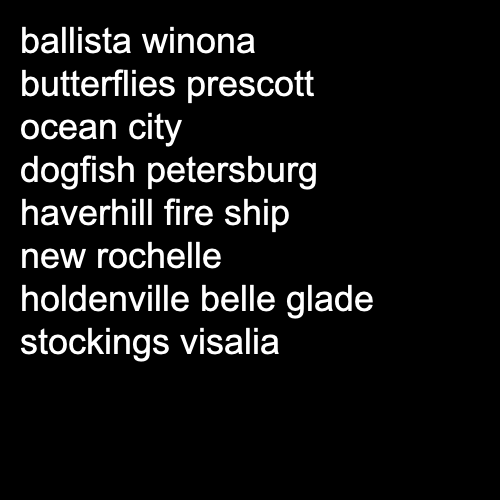 ballista winona
butterflies prescott
ocean city
dogfish petersburg
haverhill fire ship
new rochelle
holdenville belle glade
stockings visalia